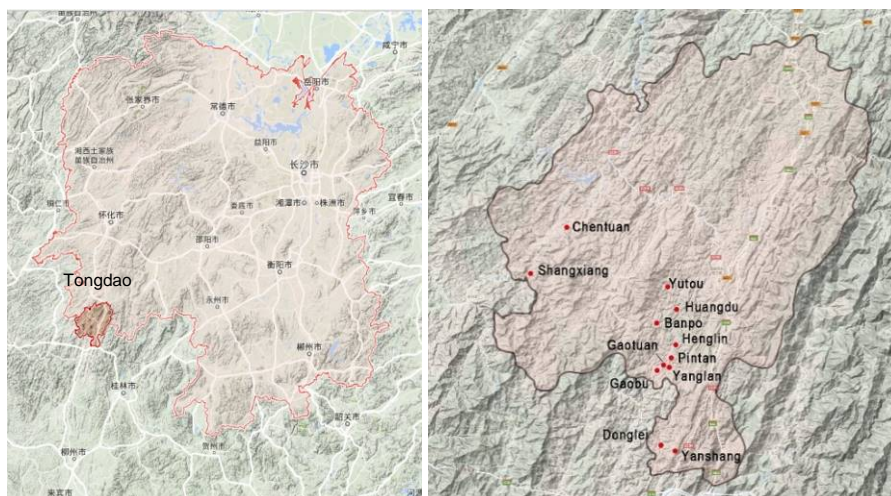 咸宁市
岳阳市
张家界市
常德市
益阳市
湘西土家族
苗族自治州
长沙市
铜仁市
湘潭市
株洲市
宜春市
萍乡市
怀化市
娄底市
邵阳市
衡阳市
Tongdao
永州市
郴州市
桂林市
韶关市
贺州市
柳州市
来宾市
Chentuan
Shangxiang
Yutou
Huangdu
Banpo
Henglin
Gaotuan
Pintan
Gaobu
Yanglan
Donglei
Yanshang